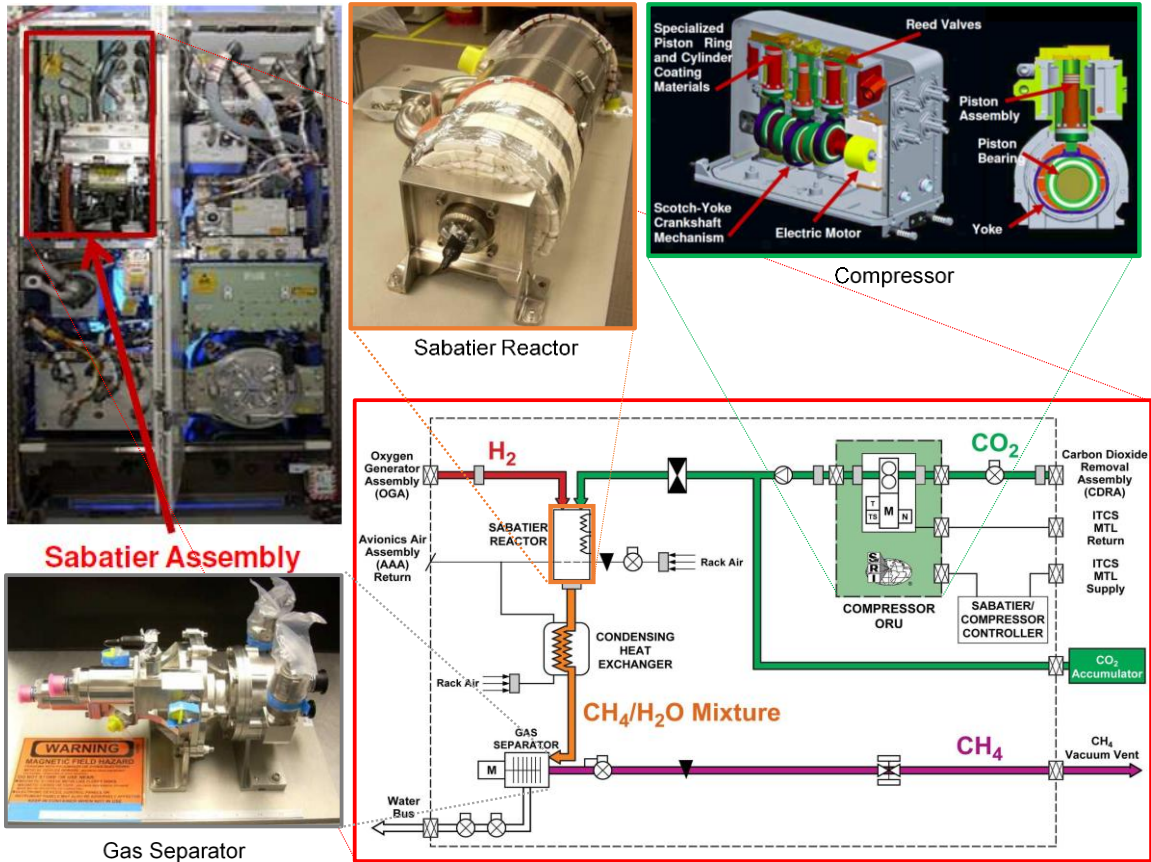 Specialized
Piston Ring
and Cylinder
Coating
Materials
Reed Valves
Piston
Assembly
Piston
Bearing
Scotch-Yoke
Crankshaft
Mechanism
Electric Motor
Yoke
Compressor
Sabatier Reactor
Sabatier Assembly
WARNING
MAGNETIC FIELD HAZARD
Gas Separator
Oxygen
Generator
Assembly
(OGA)
H2
CO2
Carbon Dioxide
Removal
Assembly
(CDRA)
SABATIER
REACTOR
Avionics Air
Assembly
(AAA)
Return
Rack Air
T
TS
M
N
SRI
®
COMPRESSOR
ORU
ITCS
MTL
Return
ITCS
MTL
Supply
SABATIER/
COMPRESSOR
CONTROLLER
CONDENSING
HEAT
EXCHANGER
Rack Air
CO2
Accumulator
CH4/H2O Mixture
GAS
SEPARATOR
M
CH4
CH4
Vacuum Vent
Water
Bus